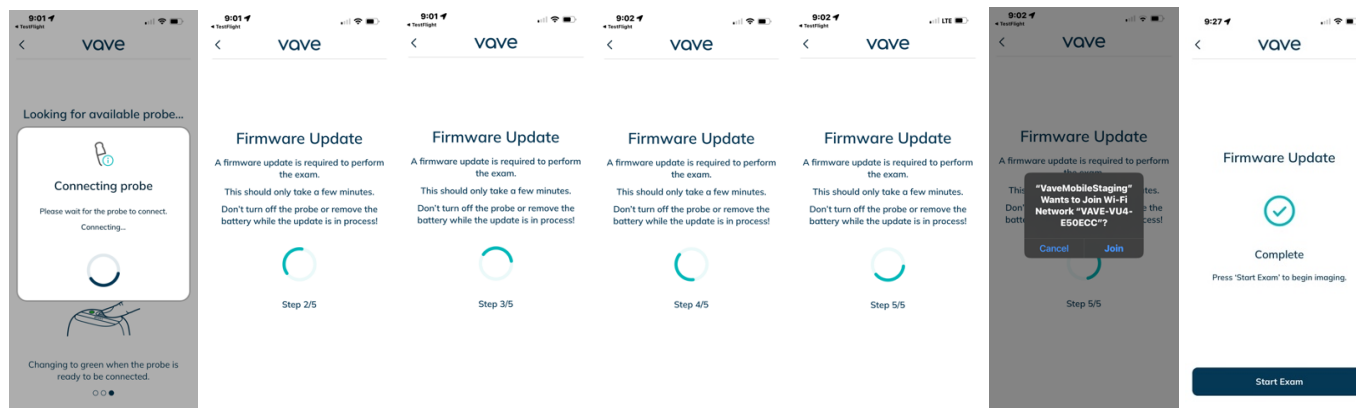 9:01
◀ TestFlight
vave
Looking for available probe...
Connecting probe
Please wait for the probe to connect.
Connecting...
Changing to green when the probe is
ready to be connected.
9:01
◀ TestFlight
vave
Firmware Update
A firmware update is required to perform
the exam.
This should only take a few minutes.
Don't turn off the probe or remove the
battery while the update is in process!
Step 2/5
9:01
◀ TestFlight
vave
Firmware Update
A firmware update is required to perform
the exam.
This should only take a few minutes.
Don't turn off the probe or remove the
battery while the update is in process!
Step 3/5
9:02
◀ TestFlight
vave
Firmware Update
A firmware update is required to perform
the exam.
This should only take a few minutes.
Don't turn off the probe or remove the
battery while the update is in process!
Step 4/5
9:02
◀ TestFlight
LTE
vave
Firmware Update
A firmware update is required to perform
the exam.
This should only take a few minutes.
Don't turn off the probe or remove the
battery while the update is in process!
Step 5/5
9:02
◀ TestFlight
vave
Firmware Update
A firmware update is required to perform
"VaveMobileStaging"
Wants to Join Wi-Fi
Network "VAVE-VU4-
E50ECC"?
Cancel Join
Step 5/5
9:27
vave
Firmware Update
Complete
Press 'Start Exam' to begin imaging.
Start Exam